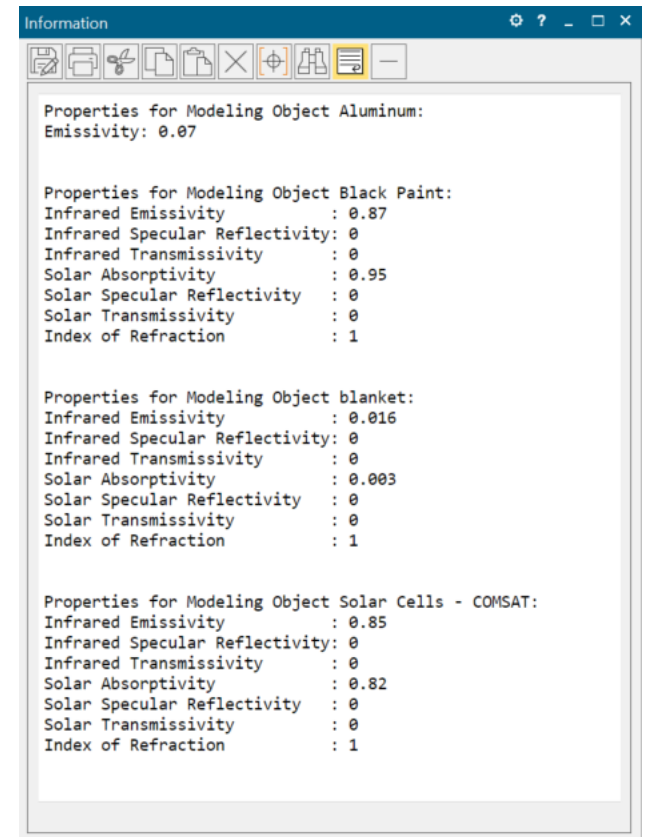 Information
Properties for Modeling Object Aluminum:
Emissivity: 0.07
Properties for Modeling Object Black Paint:
Infrared Emissivity : 0.87
Infrared Specular Reflectivity: 0
Infrared Transmissivity : 0
Solar Absorptivity : 0.95
Solar Specular Reflectivity : 0
Solar Transmissivity : 0
Index of Refraction : 1
Properties for Modeling Object blanket:
Infrared Emissivity : 0.016
Infrared Specular Reflectivity: 0
Infrared Transmissivity : 0
Solar Absorptivity : 0.003
Solar Specular Reflectivity : 0
Solar Transmissivity : 0
Index of Refraction : 1
Properties for Modeling Object Solar Cells - COMSAT:
Infrared Emissivity : 0.85
Infrared Specular Reflectivity: 0
Infrared Transmissivity : 0
Solar Absorptivity : 0.82
Solar Specular Reflectivity : 0
Solar Transmissivity : 0
Index of Refraction : 1